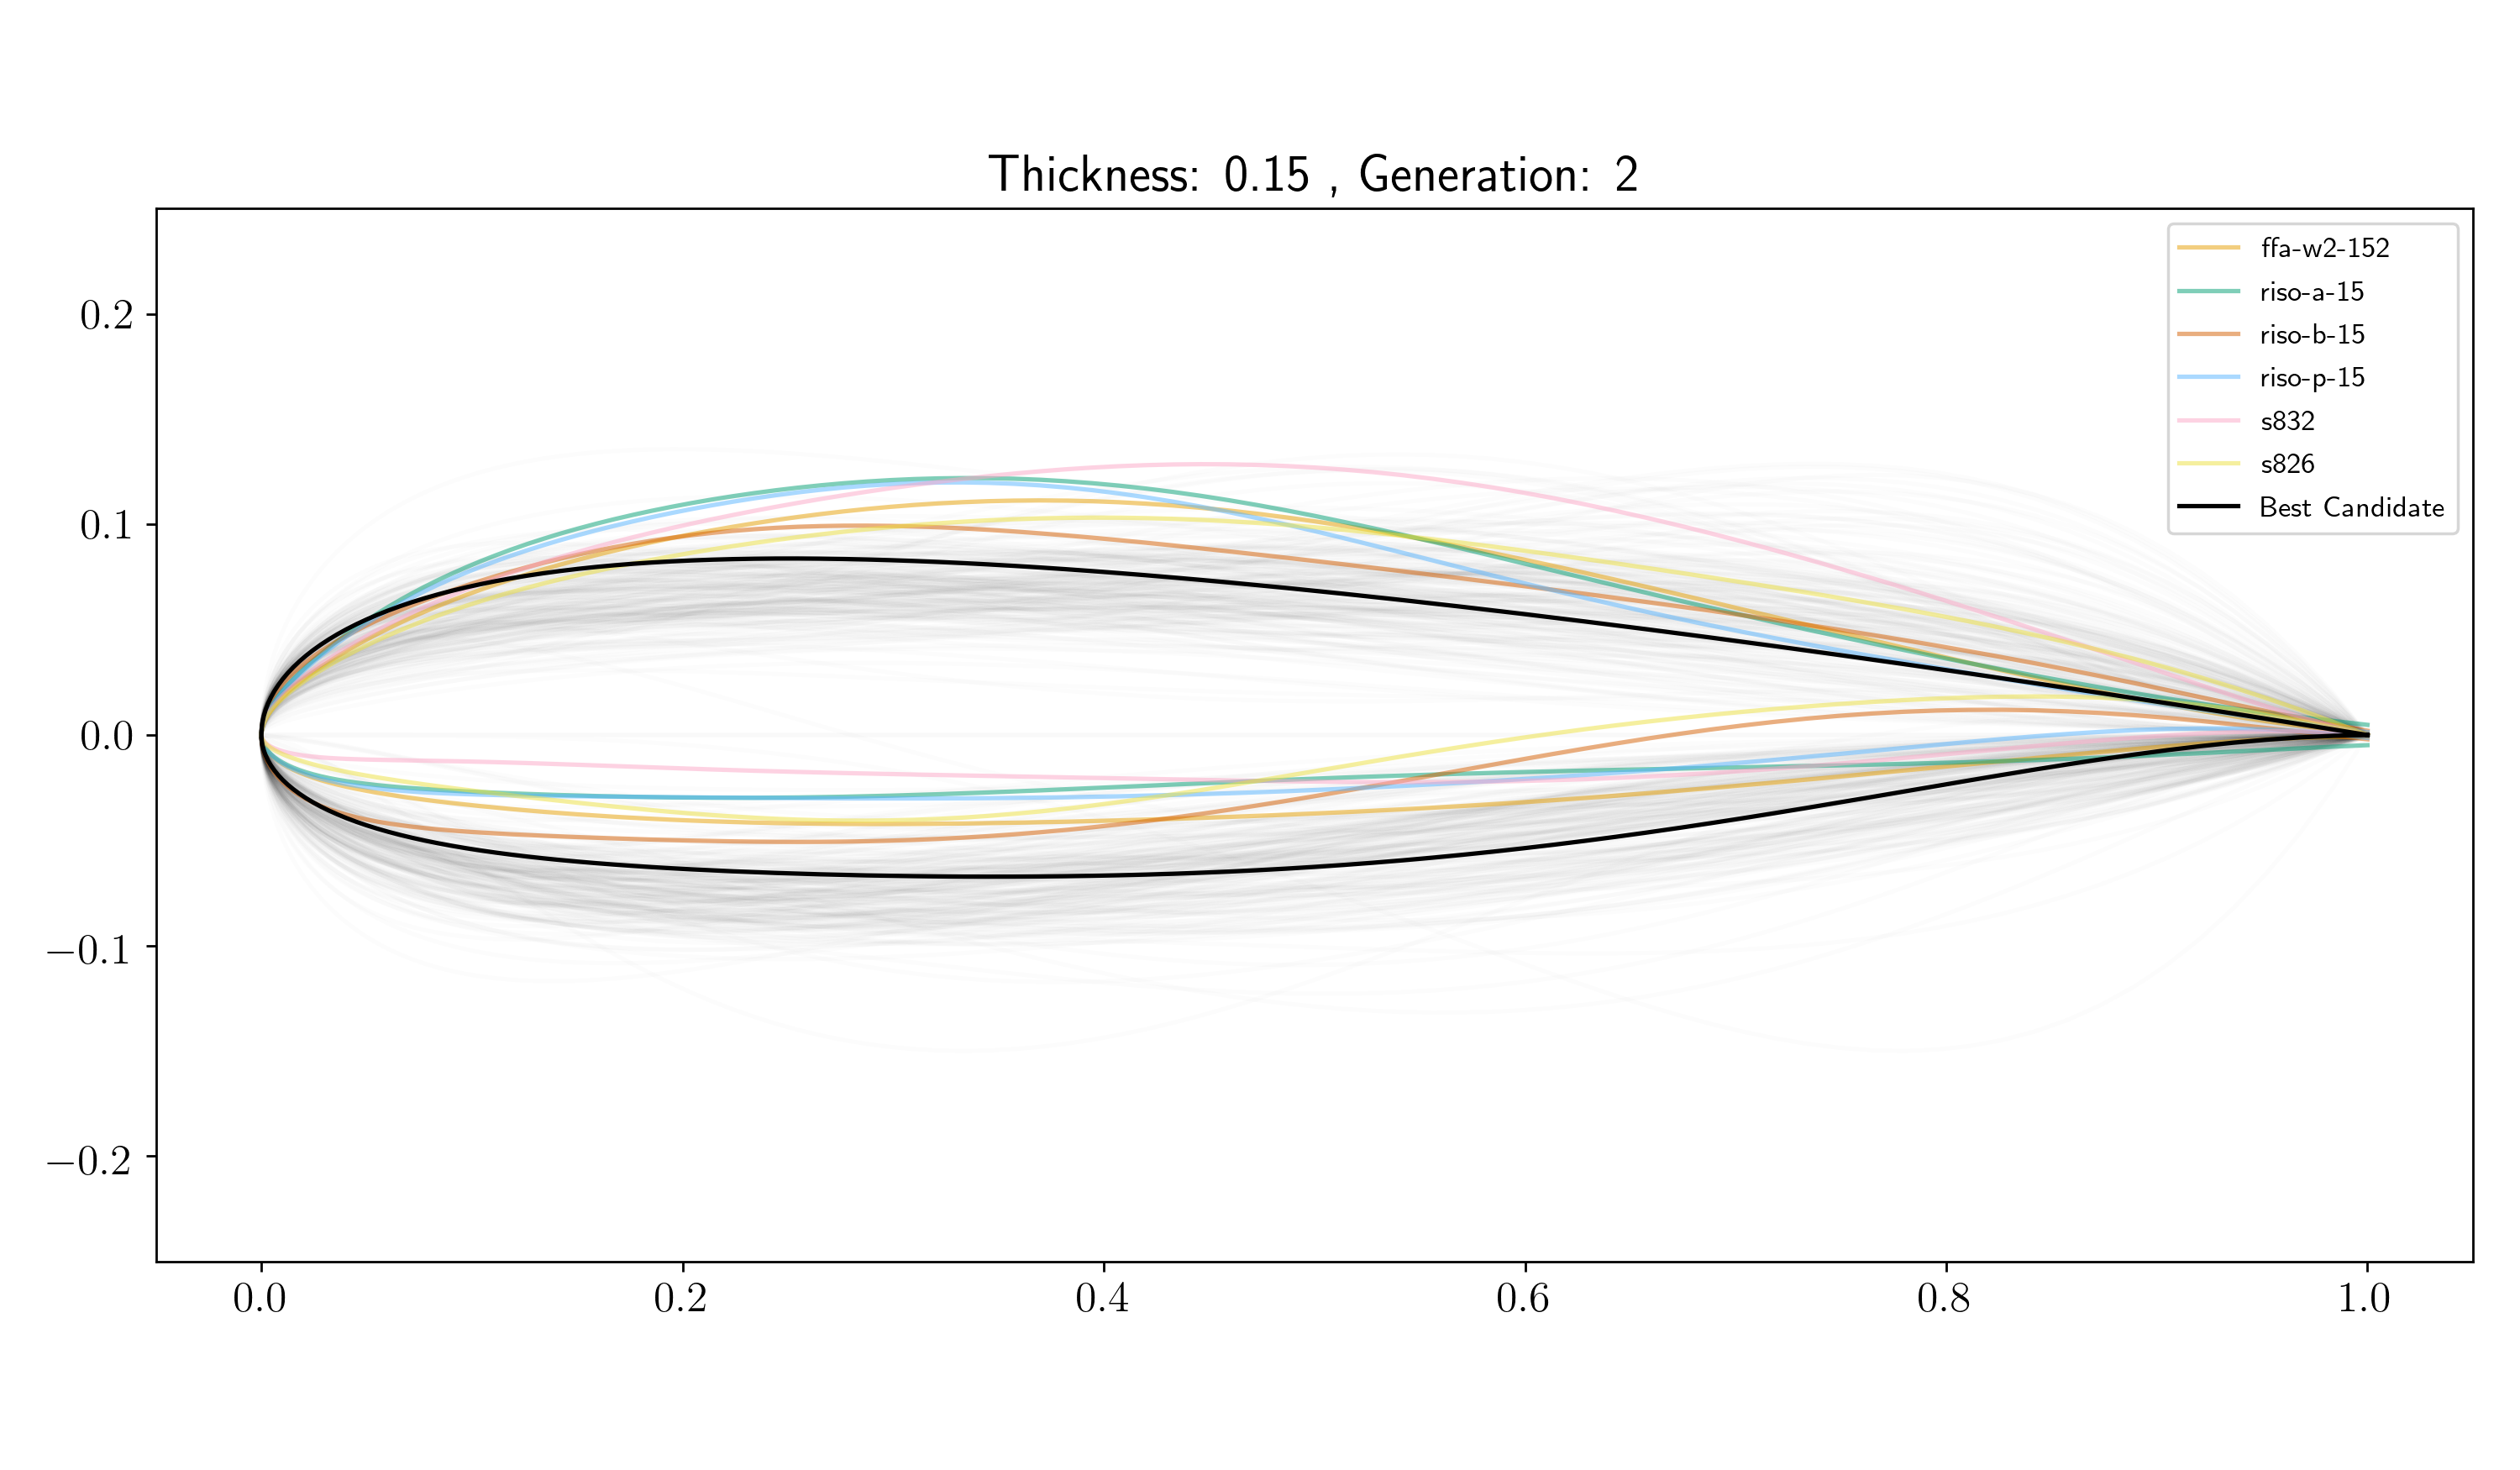 Thickness: 0.15 , Generation: 2
ffa-w2-152
riso-a-15
riso-b-15
riso-p-15
s832
s826
Best Candidate
0.2
0.1
0.0
−0.1
−0.2
0.0 0.2 0.4 0.6 0.8 1.0